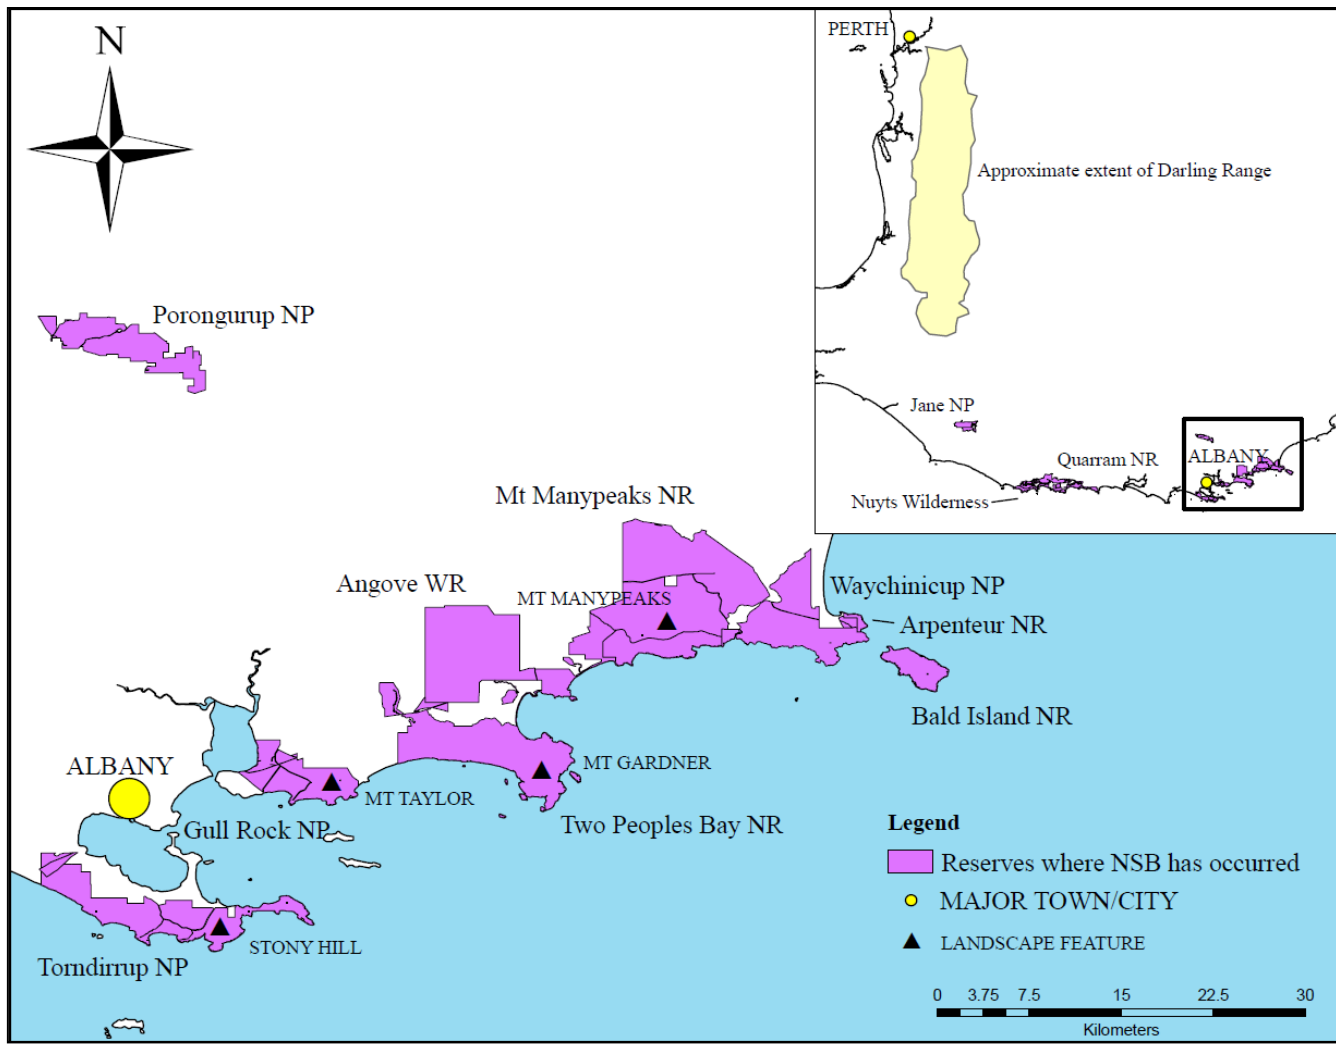 N
PERTH
Approximate extent of Darling Range
Jane NP
Quarram NR
ALBANY
Nuyts Wilderness
Porongurup NP
Mt Manypeaks NR
Angove WR
MT MANYPEAKS
Waychinicup NP
Arpenteur NR
Bald Island NR
ALBANY
MT GARDNER
MT TAYLOR
Gull Rock NP
Two Peoples Bay NR
STONY HILL
Torndirrup NP
Legend
Reserves where NSB has occurred
MAJOR TOWN/CITY
LANDSCAPE FEATURE
0 3.75 7.5 15 22.5 30
Kilometers